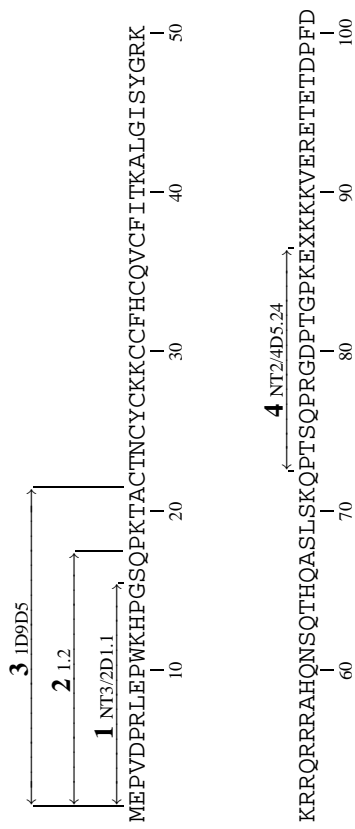 3 1D9D5
2 1.2
1 NT3/2D1.1
MEPVDPRLEPWKHPGSQPKTACTNCYCKKCCFHCQVCFITKALGISYGRK
10 20 30 40 50
4 NT2/4D5.24
KRRQRRRAHQNSQTHQASLSKQPTSQPRGDPTGPKEXKKKVERETETDPFD
60 70 80 90 100